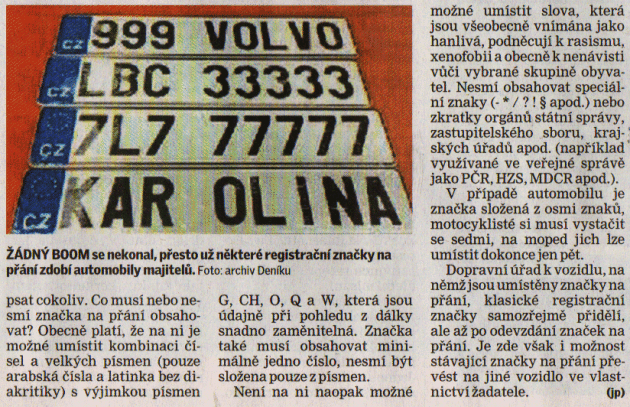 CZ 999 VOLVO
CZ LBC 33333
CZ 7L7 77777
CZ KAR OLINA
ŽÁDNÝ BOOM se nekonal, přesto už některé registrační značky na
přání zdobí automobily majitelů. Foto: archiv Deníku
psat cokoliv. Co musí nebo ne-
smí značka na přání obsaho-
vat? Obecně platí, že na ni je
možné umístit kombinaci čí-
sel a velkých písmen (pouze
arabská čísla a latinka bez di-
akritiky) s výjimkou písmen
G, CH, O, Q a W, která jsou
údajně při pohledu z dálky
snadno zaměnitelná. Značka
také musí obsahovat mini-
málně jedno číslo, nesmí být
složena pouze z písmen.
Není na ni naopak možné
možné umístit slova, která
jsou všeobecně vnímána jako
hanlivá, podněcují k rasismu,
xenofobii a obecně k nenávisti
vůči vybrané skupině obyva-
tel. Nesmí obsahovat speciál-
ní znaky (- * / ? ! § apod.) nebo
zkratky orgánů státní správy,
zastupitelského sboru, kraj-
ských úřadů apod. (například
využívané ve veřejné správě
jako PČR, HZS, MDCR apod.).
V případě automobilu je
značka složená z osmi znaků,
motocyklisté si musí vystačit
se sedmi, na moped jich lze
umístit dokonce jen pět.
Dopravní úřad k vozidlu, na
němž jsou umístěny značky na
přání, klasické registrační
značky samozřejmě přidělí,
ale až po odevzdání značek na
přání. Je zde však i možnost
stávající značky na přání pře-
vést na jiné vozidlo ve vlast-
nictví žadatele. (jp)